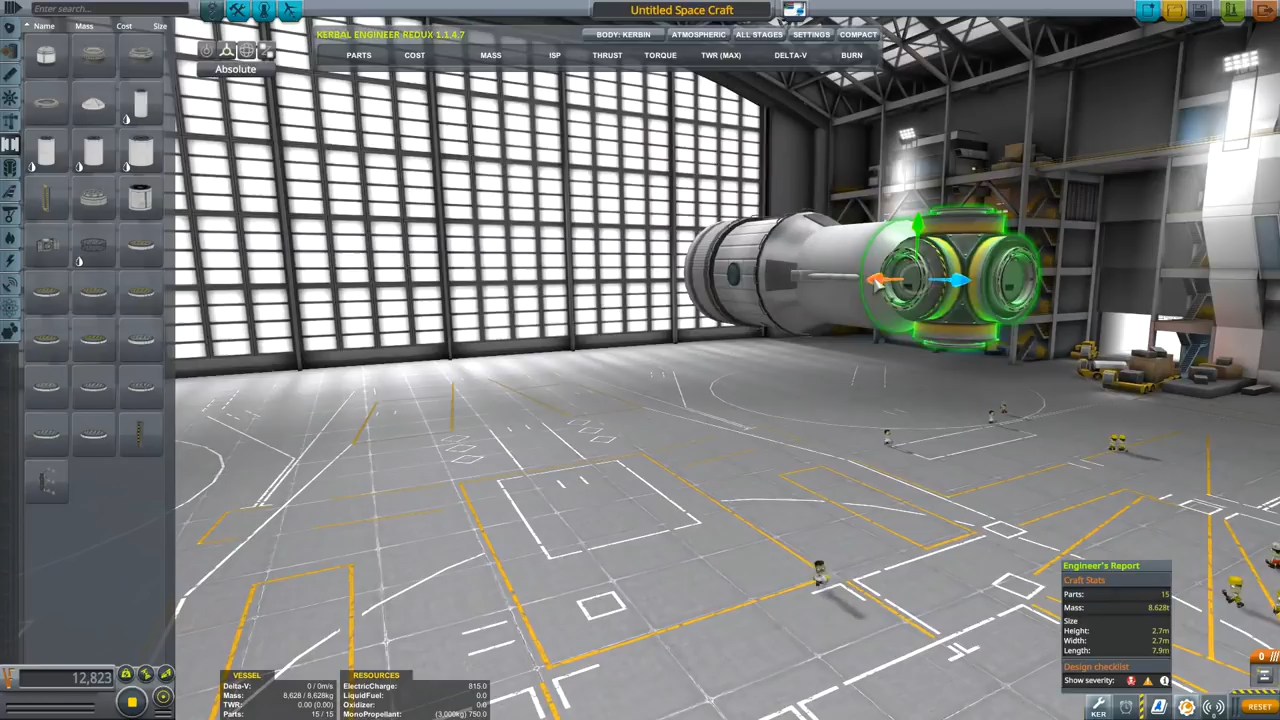 Enter search...
Untitled Space Craft
Name Mass Cost Size
KERBAL ENGINEER REDUX 1.1.4.7
BODY: KERBIN ATMOSPHERIC ALL STAGES SETTINGS COMPACT
PARTS COST MASS ISP THRUST TORQUE TWR (MAX) DELTA-V BURN
Absolute
Engineer's Report
Craft Stats
Parts: 15
Mass: 8.628t
Size
Height: 2.7m
Width: 2.7m
Length: 7.9m
Design checklist
Show severity:
12,823
VESSEL
Delta-V: 0 / 0m/s
Mass: 8,628 / 8,628kg
TWR: 0.00 (0.00)
Parts: 15 / 15
RESOURCES
ElectricCharge: 815.0
LiquidFuel: 0.0
Oxidizer: 0.0
MonoPropellant: (3,000kg) 750.0
0
KER
RESET